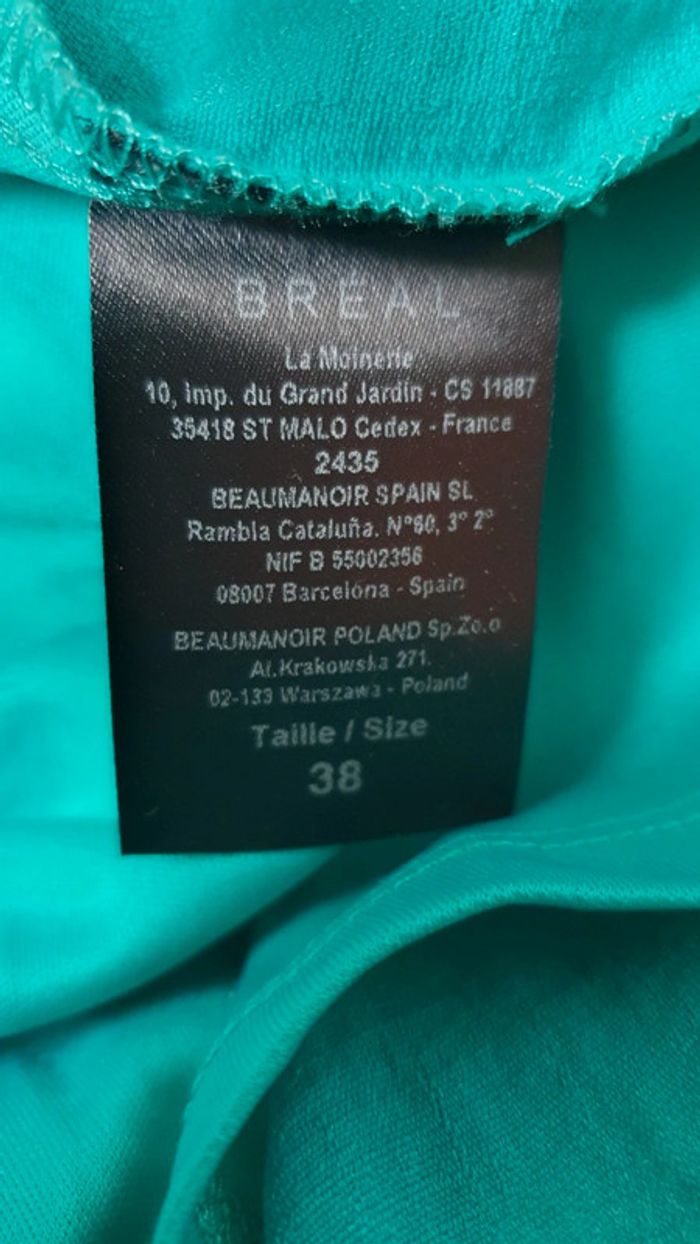 BRÉAL
La Moinerie
10, imp. du Grand Jardin - CS 11887
35418 ST MALO Cedex - France
2435
BEAUMANOIR SPAIN SL
Rambla Cataluña. N°60, 3° 2°
NIF B 55002356
08007 Barcelona - Spain
BEAUMANOIR POLAND Sp.Zo.o
Al.Krakowska 271.
02-133 Warszawa - Poland
Taille / Size
38